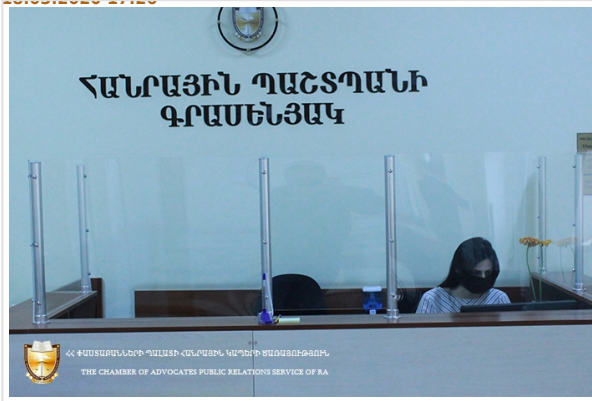 ՀԱՆՐԱՅԻՆ ՊԱՇՏՊԱՆԻ
ԳՐԱՍԵՆՅԱԿ
ՀՀ ՓԱՍՏԱԲԱՆՆԵՐԻ ՊԱԼԱՏԻ ՀԱՆՐԱՅԻՆ ԿԱՊԵՐԻ ԾԱՌԱՅՈՒԹՅՈՒՆ
THE CHAMBER OF ADVOCATES PUBLIC RELATIONS SERVICE OF RA